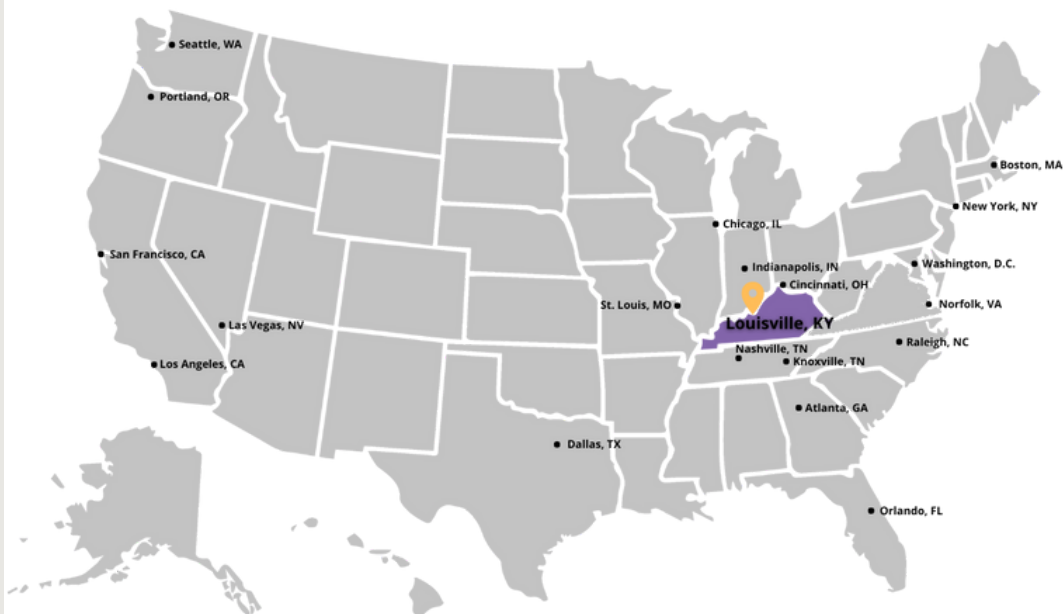 Seattle, WA
Portland, OR
Boston, MA
New York, NY
Chicago, IL
San Francisco, CA
Washington, D.C.
Indianapolis, IN
Cincinnati, OH
St. Louis, MO
Norfolk, VA
Louisville, KY
Las Vegas, NV
Raleigh, NC
Nashville, TN
Knoxville, TN
Los Angeles, CA
Atlanta, GA
Dallas, TX
Orlando, FL